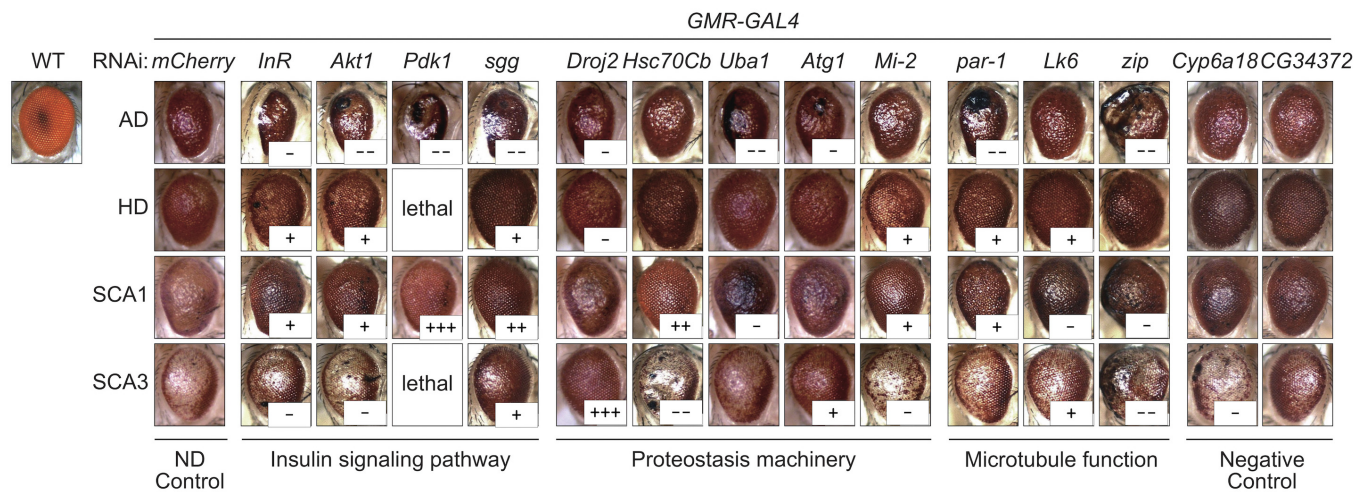 GMR-GAL4
WT RNAi: mCherry InR Akt1 Pdk1 sgg Droj2 Hsc70Cb Uba1 Atg1 Mi-2 par-1 Lk6 zip Cyp6a18 CG34372
AD - -- -- -- - -- - -- --
HD + + lethal + - + + +
SCA1 + + +++ ++ ++ - + + - -
SCA3 - - lethal + +++ -- + - + -- -
ND Control Insulin signaling pathway Proteostasis machinery Microtubule function Negative Control